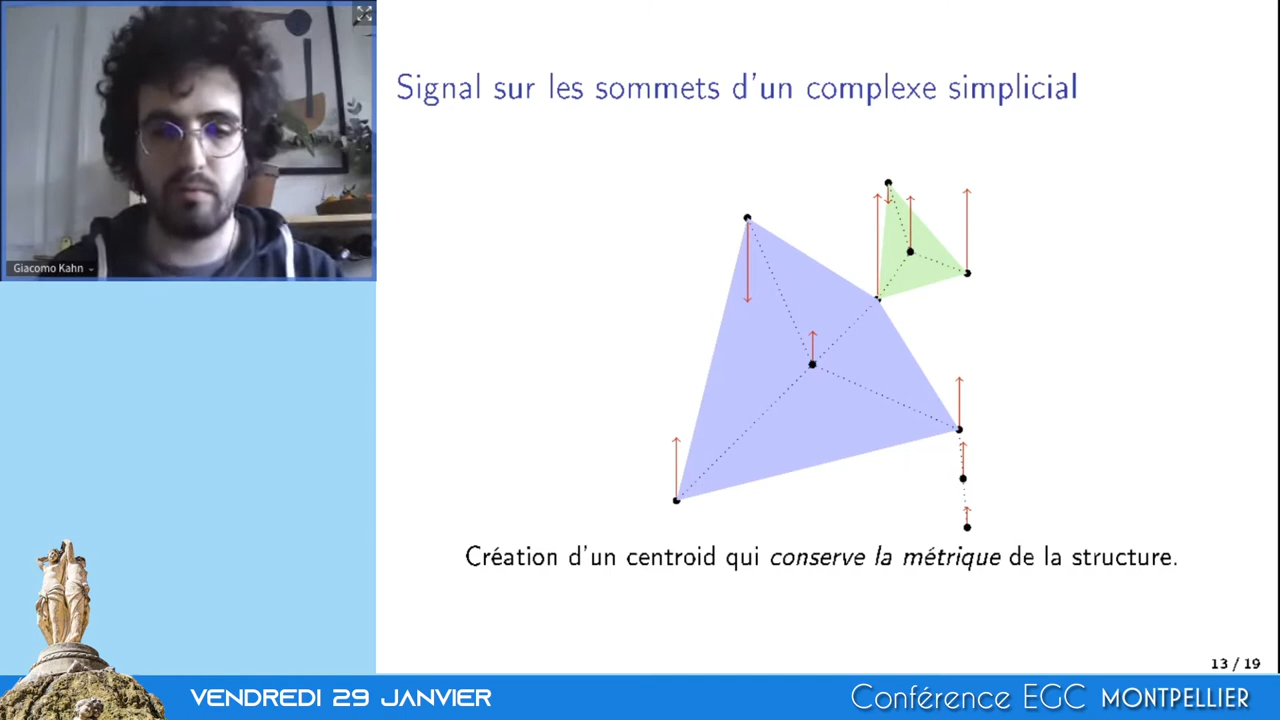 Giacomo Kahn
Signal sur les sommets d'un complexe simplicial
Création d'un centroid qui conserve la métrique de la structure.
13 / 19
VENDREDI 29 JANVIER
Conférence EGC MONTPELLIER